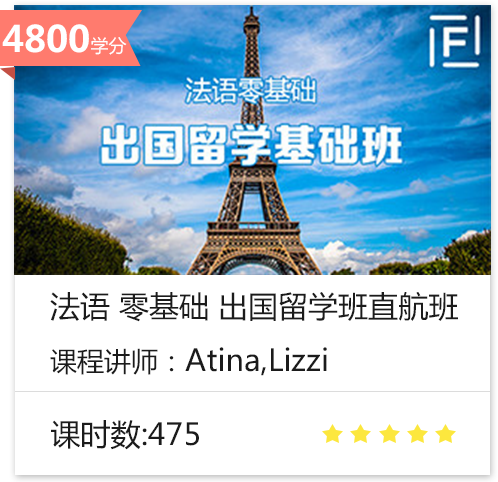 4800学分
F
法语零基础
出国留学基础班
法语 零基础 出国留学班直航班
课程讲师：Atina,Lizzi
课时数:475